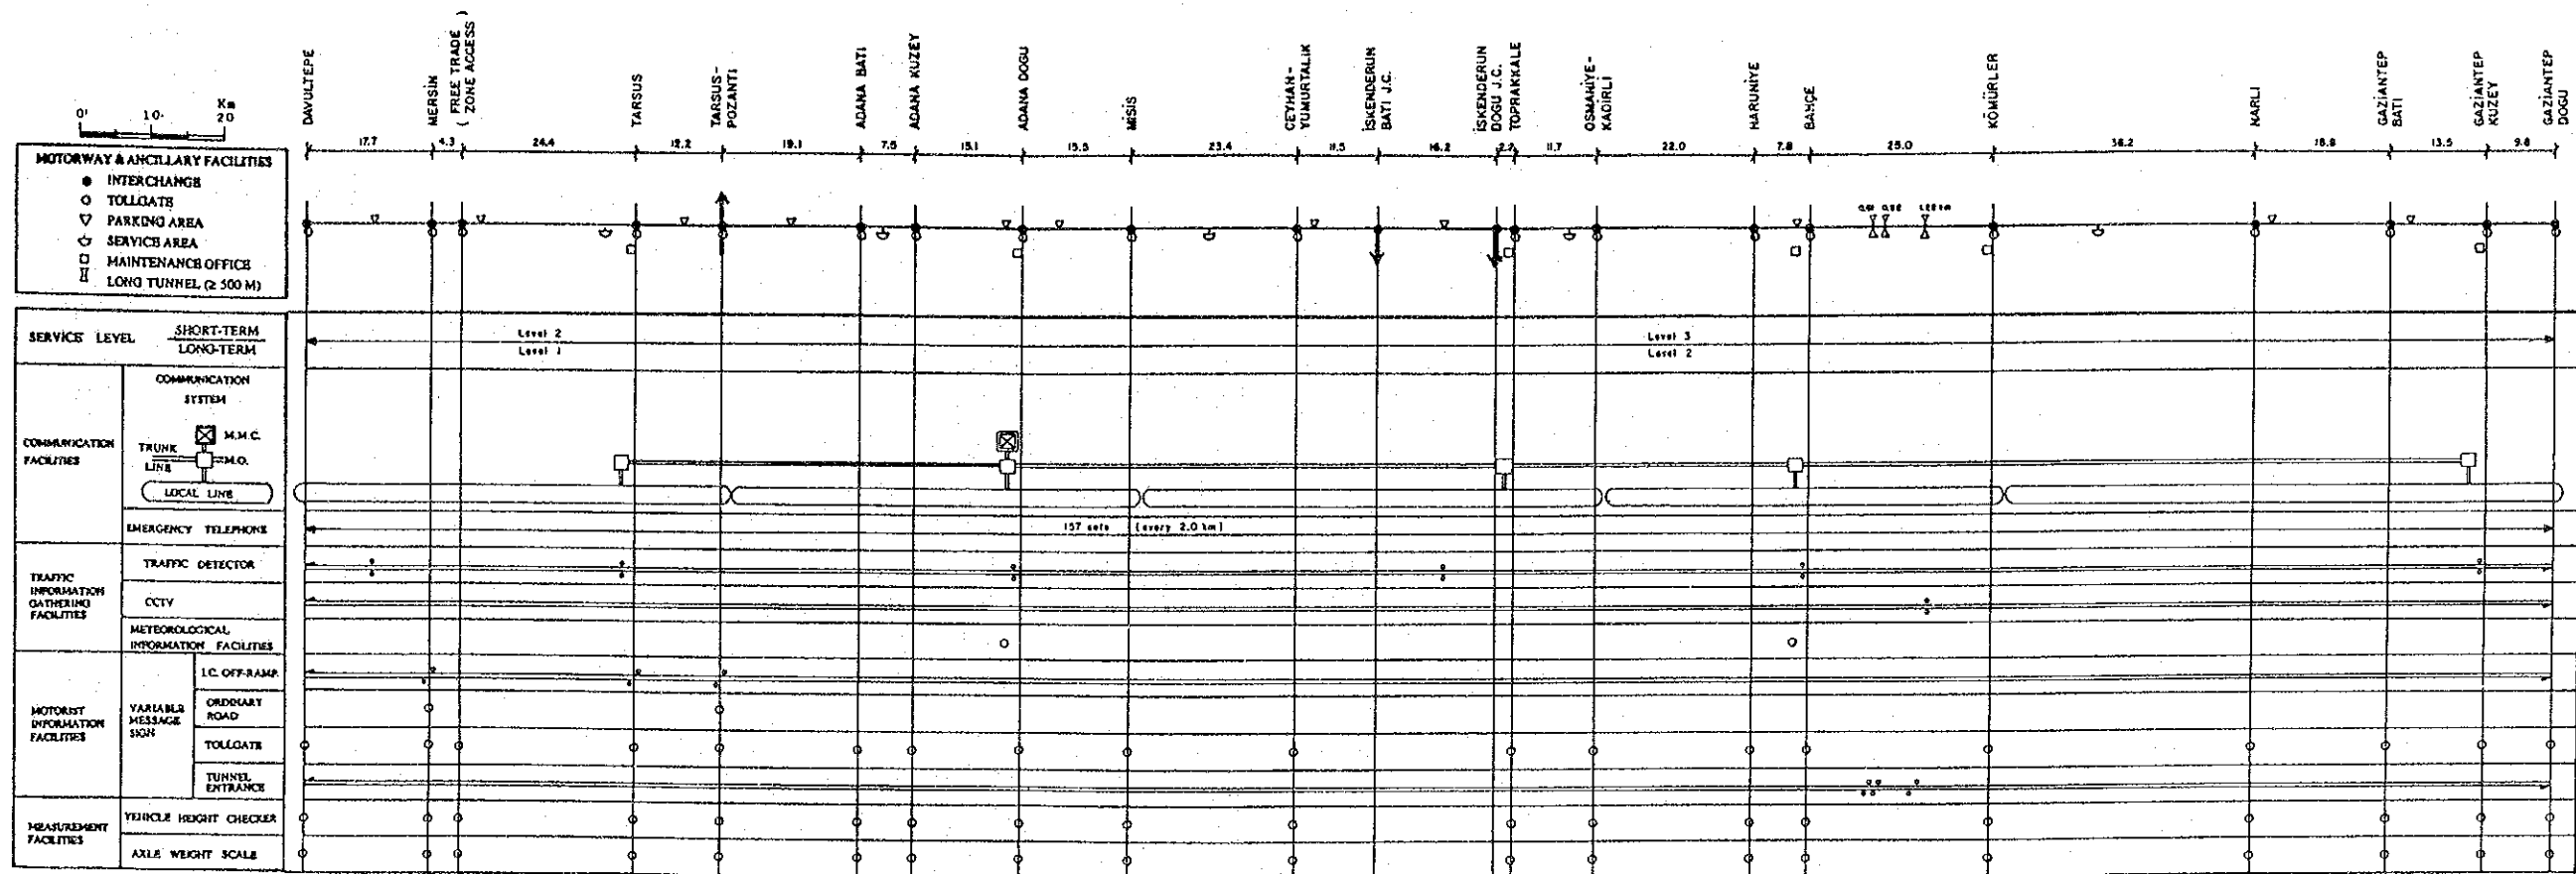 0' 10· Km
20
DAVULTEPE
MERSİN
( FREE TRADE )
ZONE ACCESS
TARSUS
TARSUS-
POZANTI
ADANA BATI
ADANA KUZEY
ADANA DOGU
MİSİS
CEYHAN-
YUMURTALIK
İSKENDERUN
BATI J.C.
İSKENDERUN
DOGU J.C.
TOPRAKKALE
OSMANİYE-
KADİRLİ
HARUNİYE
BAHÇE
KÖMÜRLER
NARLI
GAZİANTEP
BATI
GAZİANTEP
KUZEY
GAZİANTEP
DOGU
17.7 4.3 24.4 12.2 19.1 7.5 15.1 15.5 23.4 11.5 16.2 2.7 11.7 22.0 7.8 25.0 36.2 18.8 13.5 9.8
MOTORWAY & ANCILLARY FACILITIES
INTERCHANGE
TOLLGATE
PARKING AREA
SERVICE AREA
MAINTENANCE OFFICE
LONG TUNNEL (≥ 500 M)
SERVICE LEVEL SHORT-TERM
LONG-TERM
Level 2
Level 1
Level 3
Level 2
COMMUNICATION
FACILITIES
COMMUNICATION
SYSTEM
M.M.C.
TRUNK
LINE
M.O.
LOCAL LINE
EMERGENCY TELEPHONE
157 sets (every 2.0 km)
TRAFFIC
INFORMATION
GATHERING
FACILITIES
TRAFFIC DETECTOR
CCTV
METEOROLOGICAL
INFORMATION FACILITIES
MOTORIST
INFORMATION
FACILITIES
VARIABLE
MESSAGE
SIGN
I.C. OFF-RAMP
ORDINARY
ROAD
TOLLGATE
TUNNEL
ENTRANCE
MEASUREMENT
FACILITIES
VEHICLE HEIGHT CHECKER
AXLE WEIGHT SCALE